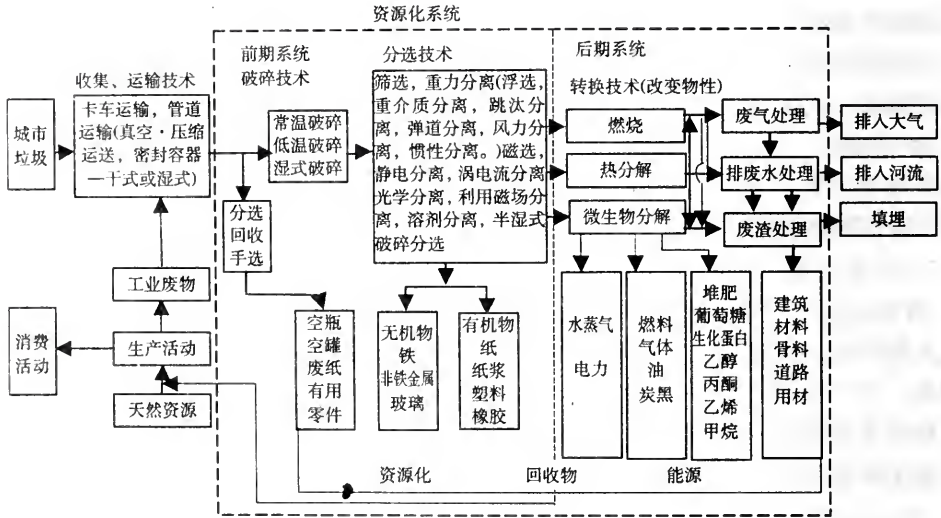 资源化系统
前期系统
破碎技术
分选技术
后期系统
转换技术(改变物性)
收集、运输技术
城市
垃圾
卡车运输，管道
运输(真空·压缩
运送，密封容器
—干式或湿式)
常温破碎
低温破碎
湿式破碎
筛选，重力分离(浮选，
重介质分离，跳汰分
离，弹道分离，风力分
离，惯性分离。)磁选，
静电分离，涡电流分离
光学分离，利用磁场分
离，溶剂分离，半湿式
破碎分选
燃烧
热分解
微生物分解
废气处理
排废水处理
废渣处理
排入大气
排入河流
填埋
分选
回收
手选
工业废物
消费
活动
生产活动
天然资源
空瓶
空罐
废纸
有用
零件
无机物
铁
非铁金属
玻璃
有机物
纸
纸浆
塑料
橡胶
水蒸气
电力
燃料
气体
油
炭黑
堆肥
葡萄糖
生化蛋白
乙醇
丙酮
乙烯
甲烷
建筑
材料
骨料
道路
用材
资源化
回收物
能源